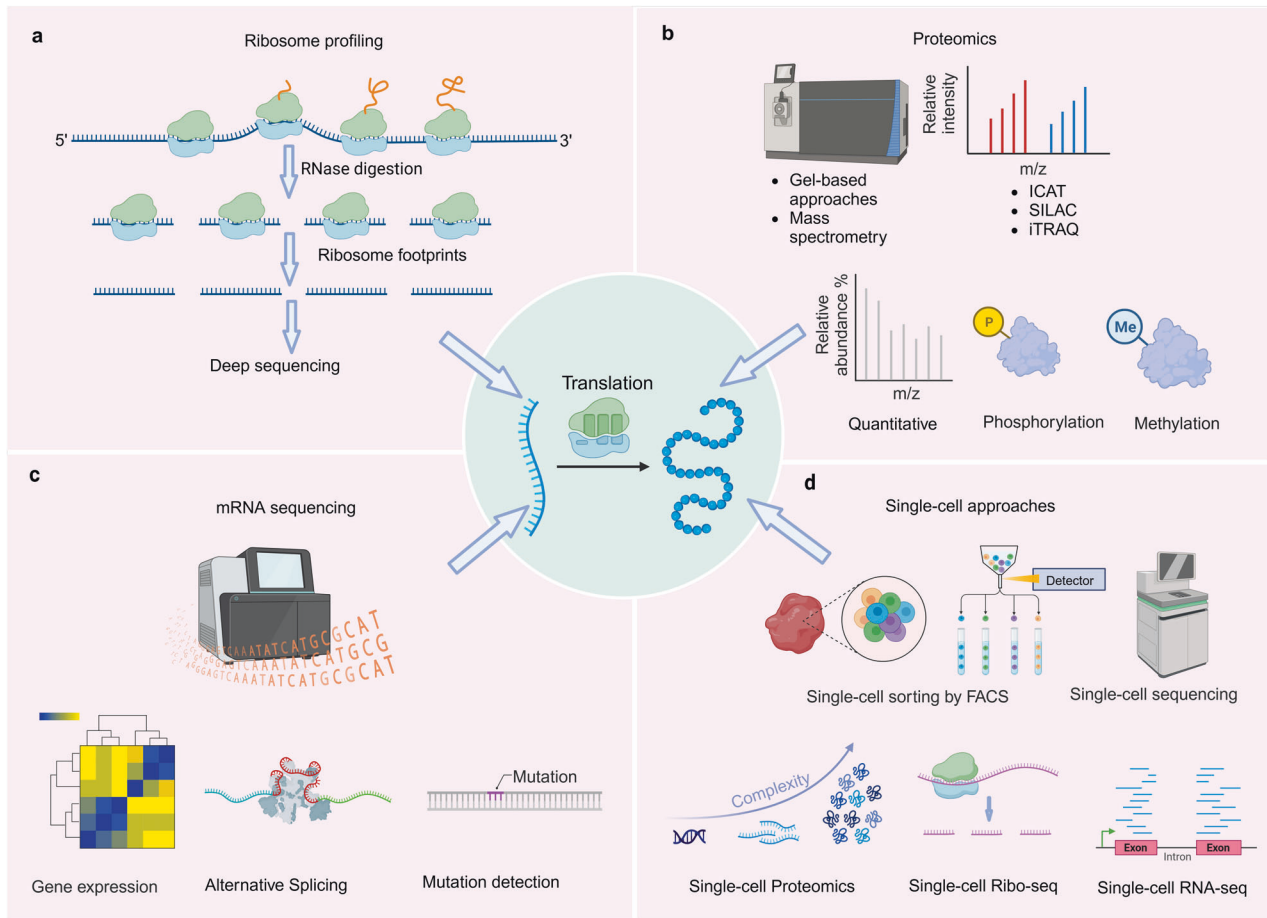 a
Ribosome profiling
5'
3'
RNase digestion
Ribosome footprints
Deep sequencing
b
Proteomics
Relative
intensity
m/z
• Gel-based
approaches
• Mass
spectrometry
• ICAT
• SILAC
• iTRAQ
Relative
abundance %
m/z
Quantitative
P
Phosphorylation
Me
Methylation
Translation
c
mRNA sequencing
AAATATCATGCGCAT
GTCAAATATCATGCG
AGGGAGTCAAATATCATGCGCAT
Gene expression
Alternative Splicing
Mutation
Mutation detection
d
Single-cell approaches
Detector
Single-cell sorting by FACS
Single-cell sequencing
Complexity
Single-cell Proteomics
Single-cell Ribo-seq
Exon
Intron
Exon
Single-cell RNA-seq